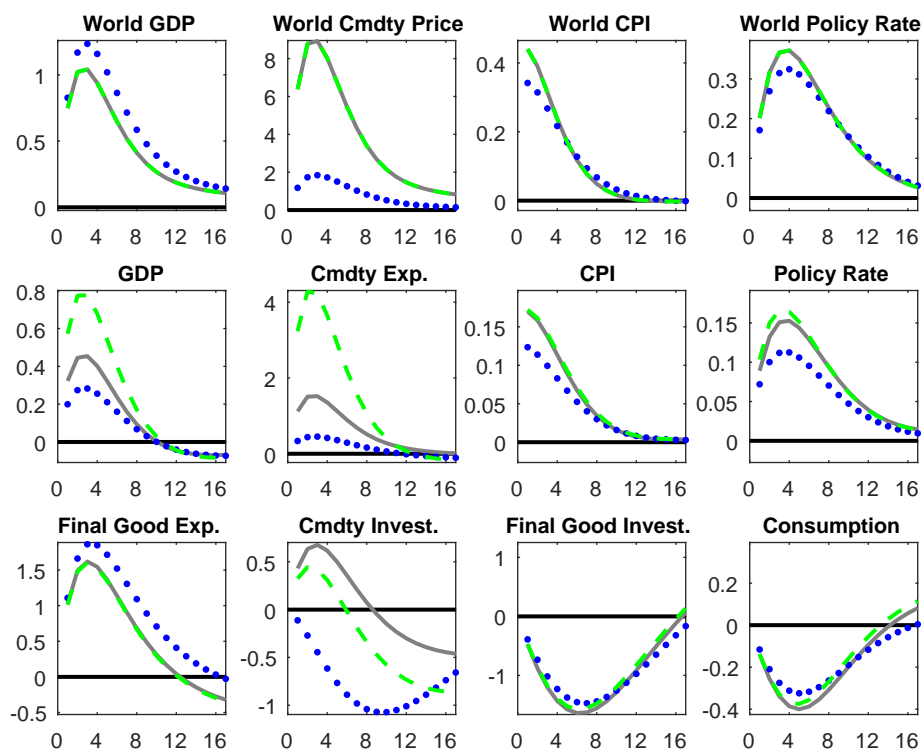 World GDP World Cmdty Price World CPI World Policy Rate
1 0.5 0
8 6 4 2 0
0.4 0.2 0
0.3 0.2 0.1 0
0 4 8 12 16 0 4 8 12 16 0 4 8 12 16 0 4 8 12 16
GDP Cmdty Exp. CPI Policy Rate
0.8 0.6 0.4 0.2 0
4 2 0
0.15 0.1 0.05 0
0.15 0.1 0.05 0
0 4 8 12 16 0 4 8 12 16 0 4 8 12 16 0 4 8 12 16
Final Good Exp. Cmdty Invest. Final Good Invest. Consumption
1.5 1 0.5 0 -0.5
0.5 0 -0.5 -1
1 0 -1
0.2 0 -0.2 -0.4
0 4 8 12 16 0 4 8 12 16 0 4 8 12 16 0 4 8 12 16